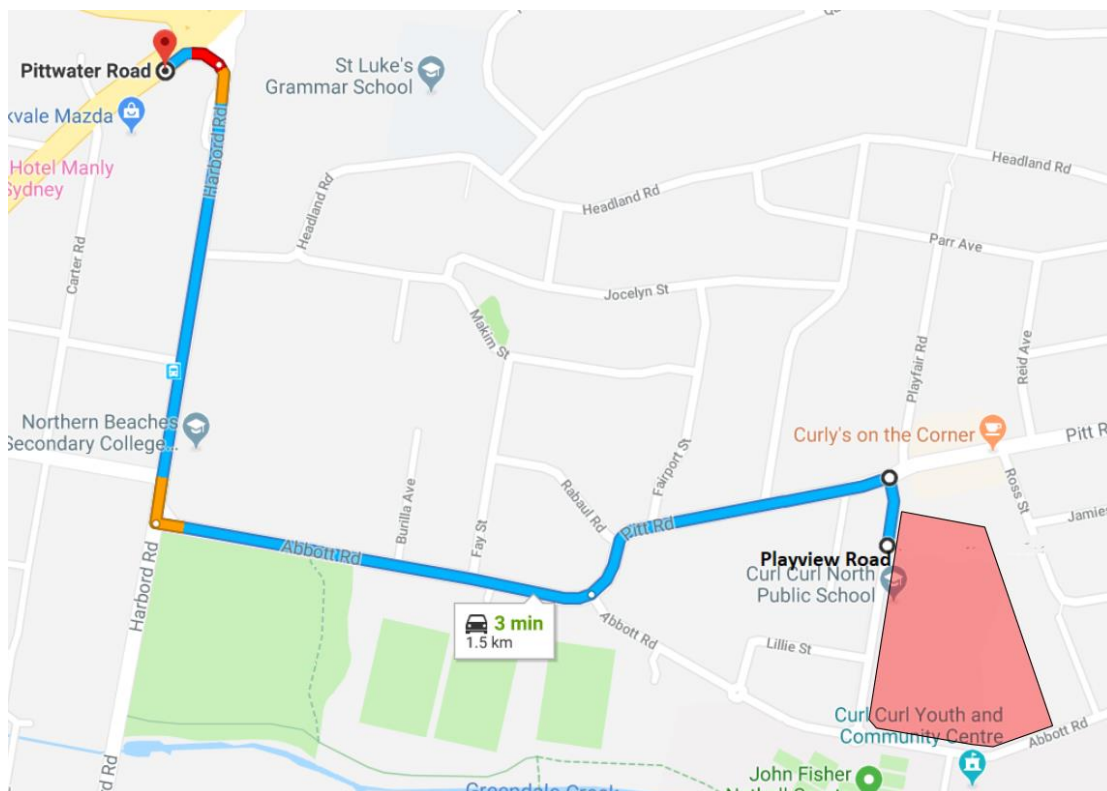 Pittwater Road
St Luke's
Grammar School
kvale Mazda
Hotel Manly
Sydney
Harbord Rd
Headland Rd
Headland Rd
Headland Rd
Carter Rd
Parr Ave
Jocelyn St
Makim St
Playfair Rd
Reid Ave
Northern Beaches
Secondary College...
Curly's on the Corner
Pitt R
Fairport St
Ross St
Rabaul Rd
Burilla Ave
Fay St
Pitt Rd
Jamie
Abbott Rd
Playview Road
Curl Curl North
Public School
Harbord Rd
3 min
1.5 km
Abbott Rd
Lillie St
Curl Curl Youth and
Community Centre
Abbott Rd
John Fisher
Greendale Creek
rd Rd